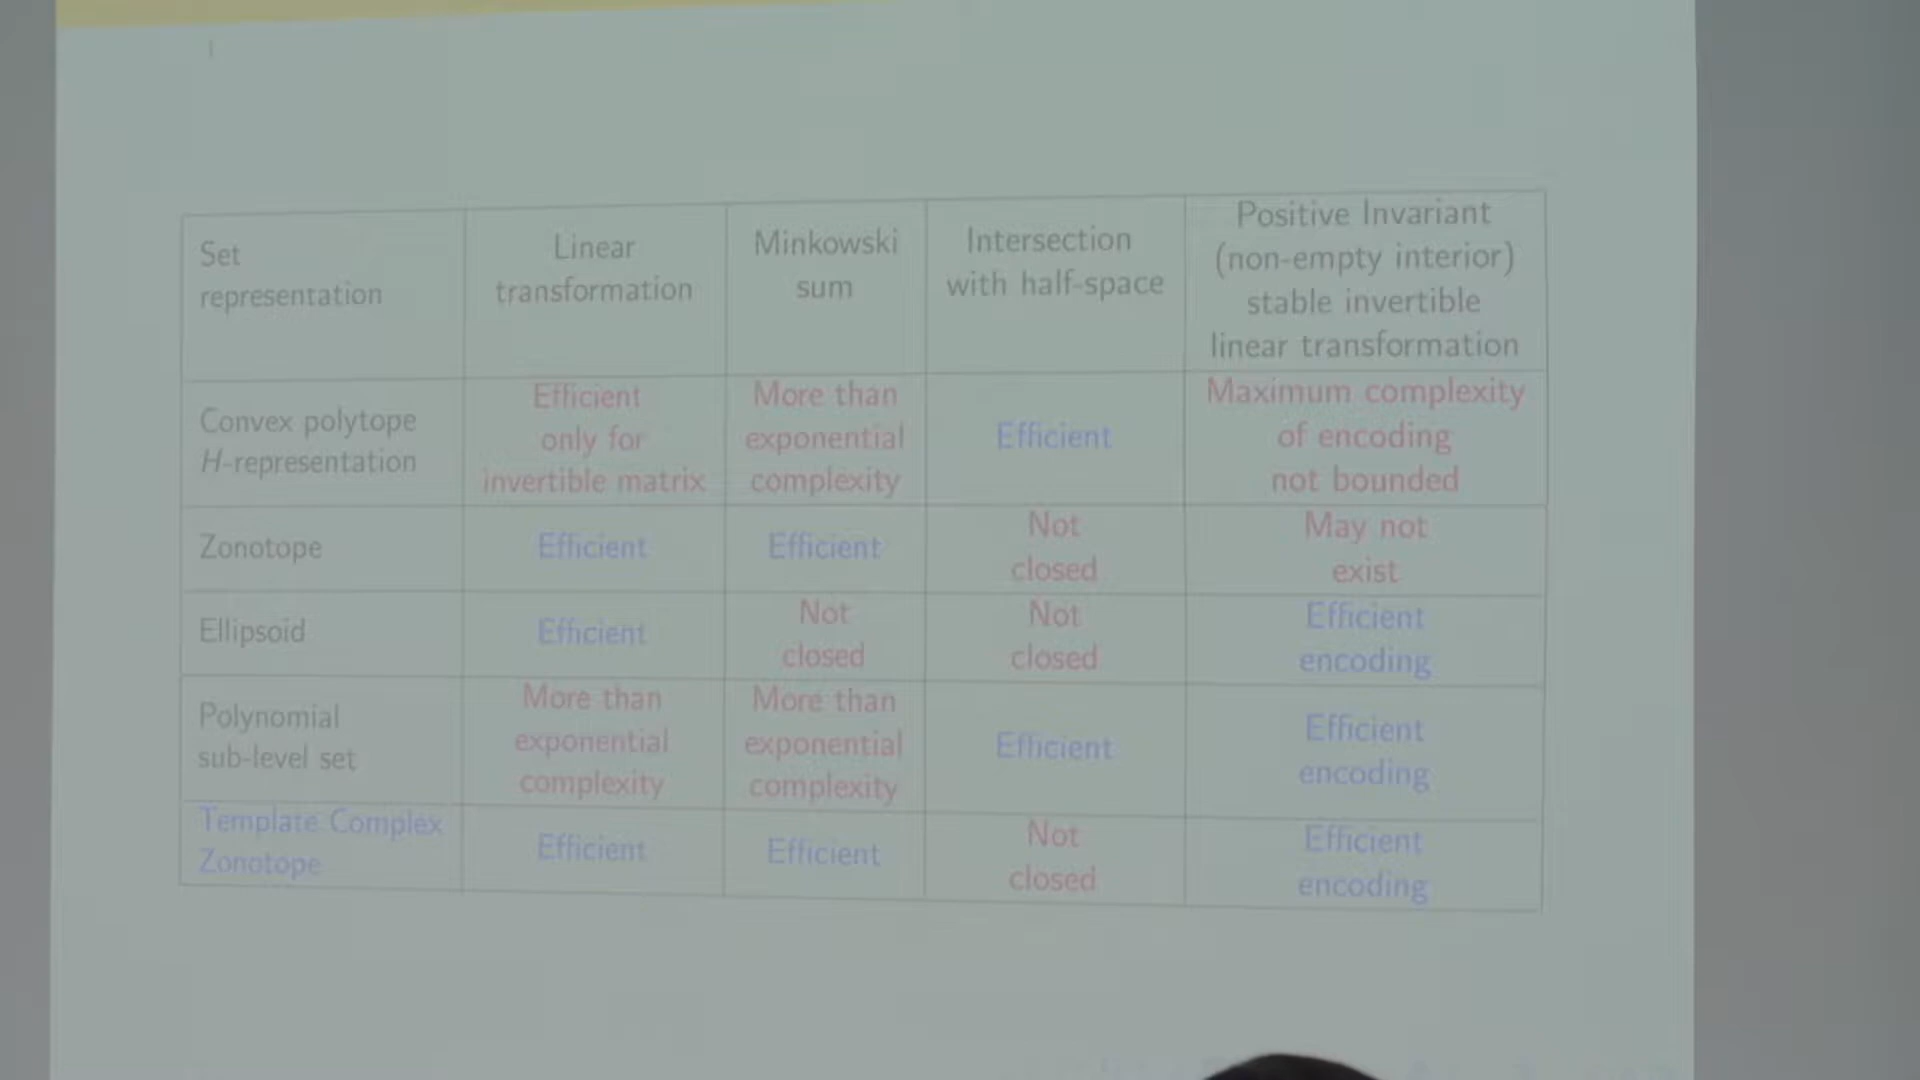 Set
representation
Linear
transformation
Minkowski
sum
Intersection
with half-space
Positive Invariant
(non-empty interior)
stable invertible
linear transformation
Convex polytope
H-representation
Efficient
only for
invertible matrix
More than
exponential
complexity
Efficient
Maximum complexity
of encoding
not bounded
Zonotope
Efficient
Efficient
Not
closed
May not
exist
Ellipsoid
Efficient
Not
closed
Not
closed
Efficient
encoding
Polynomial
sub-level set
More than
exponential
complexity
More than
exponential
complexity
Efficient
Efficient
encoding
Template Complex
Zonotope
Efficient
Efficient
Not
closed
Efficient
encoding